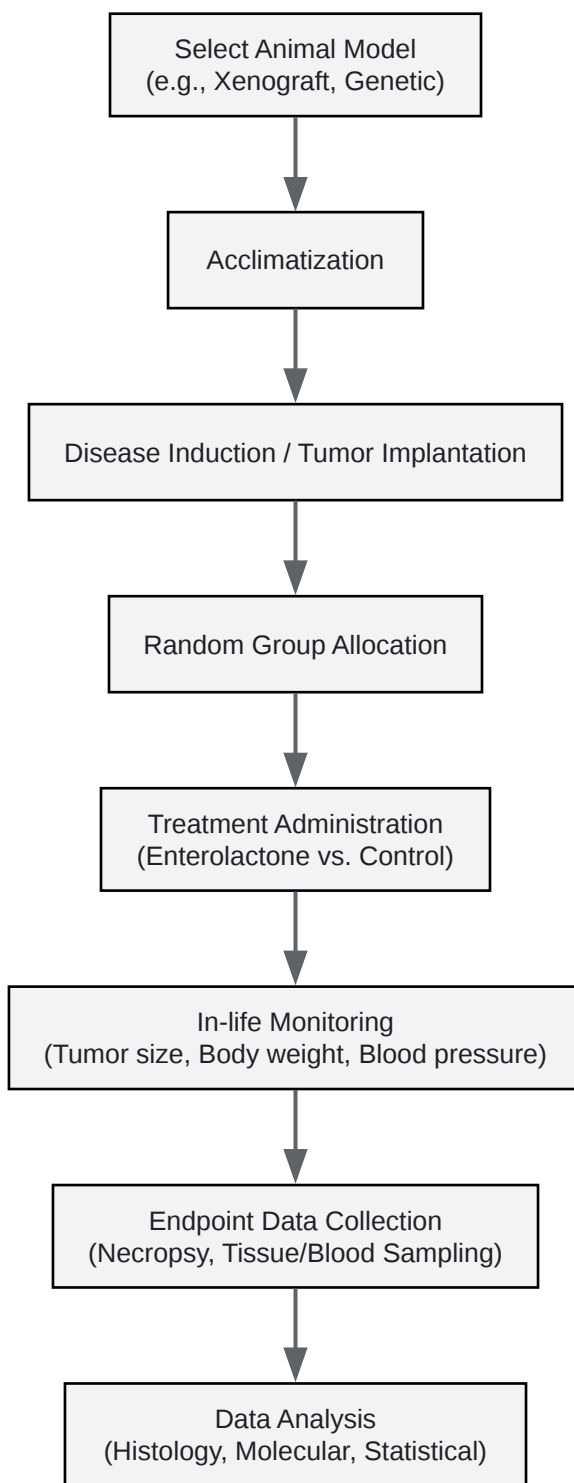 Select Animal Model
(e.g., Xenograft, Genetic)
Acclimatization
Disease Induction / Tumor Implantation
Random Group Allocation
Treatment Administration
(Enterolactone vs. Control)
In-life Monitoring
(Tumor size, Body weight, Blood pressure)
Endpoint Data Collection
(Necropsy, Tissue/Blood Sampling)
Data Analysis
(Histology, Molecular, Statistical)